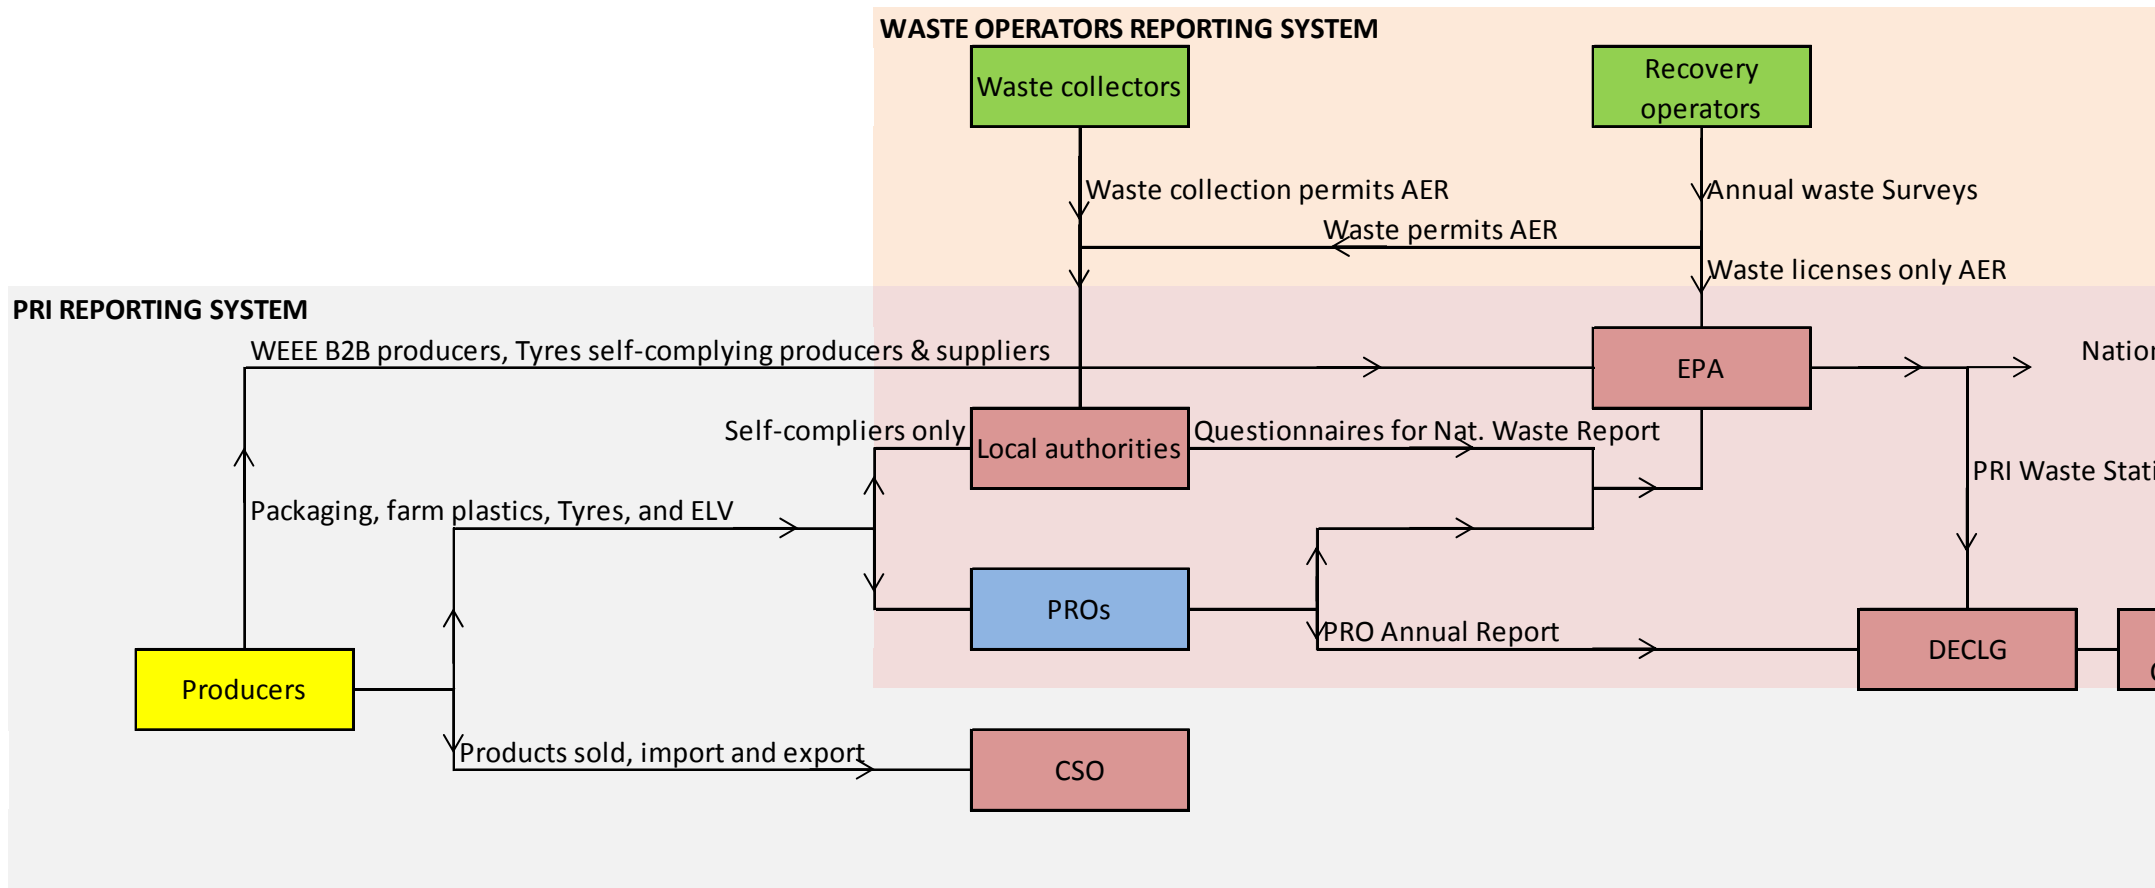 WASTE OPERATORS REPORTING SYSTEM
Waste collectors
Recovery
operators
Waste collection permits AER
Annual waste Surveys
Waste permits AER
Waste licenses only AER
PRI REPORTING SYSTEM
WEEE B2B producers, Tyres self-complying producers & suppliers
EPA
Self-compliers only
Local authorities
Questionnaires for Nat. Waste Report
PRI Waste
Packaging, farm plastics, Tyres, and ELV
PROs
PRO Annual Report
DECLG
Producers
Products sold, import and export
CSO